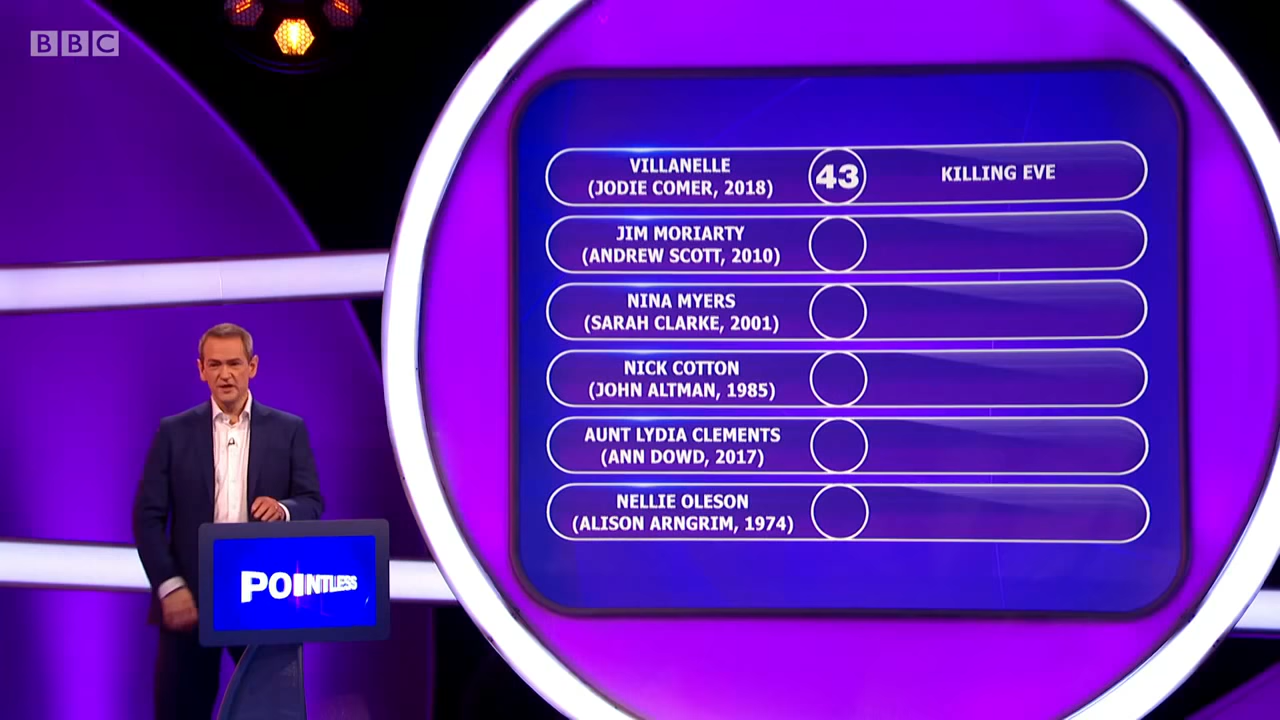 BBC
VILLANELLE
(JODIE COMER, 2018)
43
KILLING EVE
JIM MORIARTY
(ANDREW SCOTT, 2010)
NINA MYERS
(SARAH CLARKE, 2001)
NICK COTTON
(JOHN ALTMAN, 1985)
AUNT LYDIA CLEMENTS
(ANN DOWD, 2017)
NELLIE OLESON
(ALISON ARNGRIM, 1974)
POINTLESS